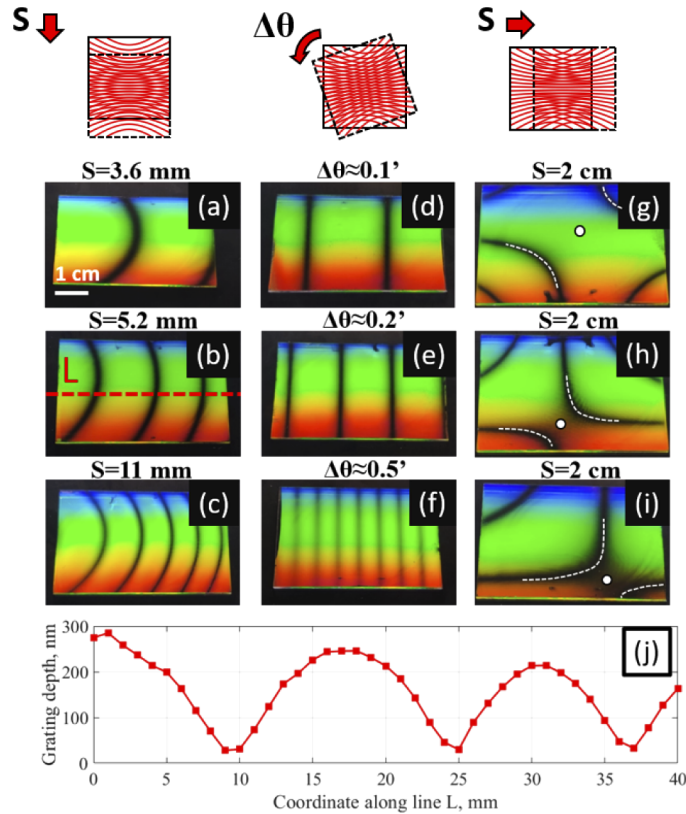 S Δθ S
S=3.6 mm Δθ≈0.1’ S=2 cm
(a) (d) (g)
1 cm
S=5.2 mm Δθ≈0.2’ S=2 cm
(b) (e) (h)
L
S=11 mm Δθ≈0.5’ S=2 cm
(c) (f) (i)
300
200
100
0
Grating depth, nm
(j)
0 5 10 15 20 25 30 35 40
Coordinate along line L, mm